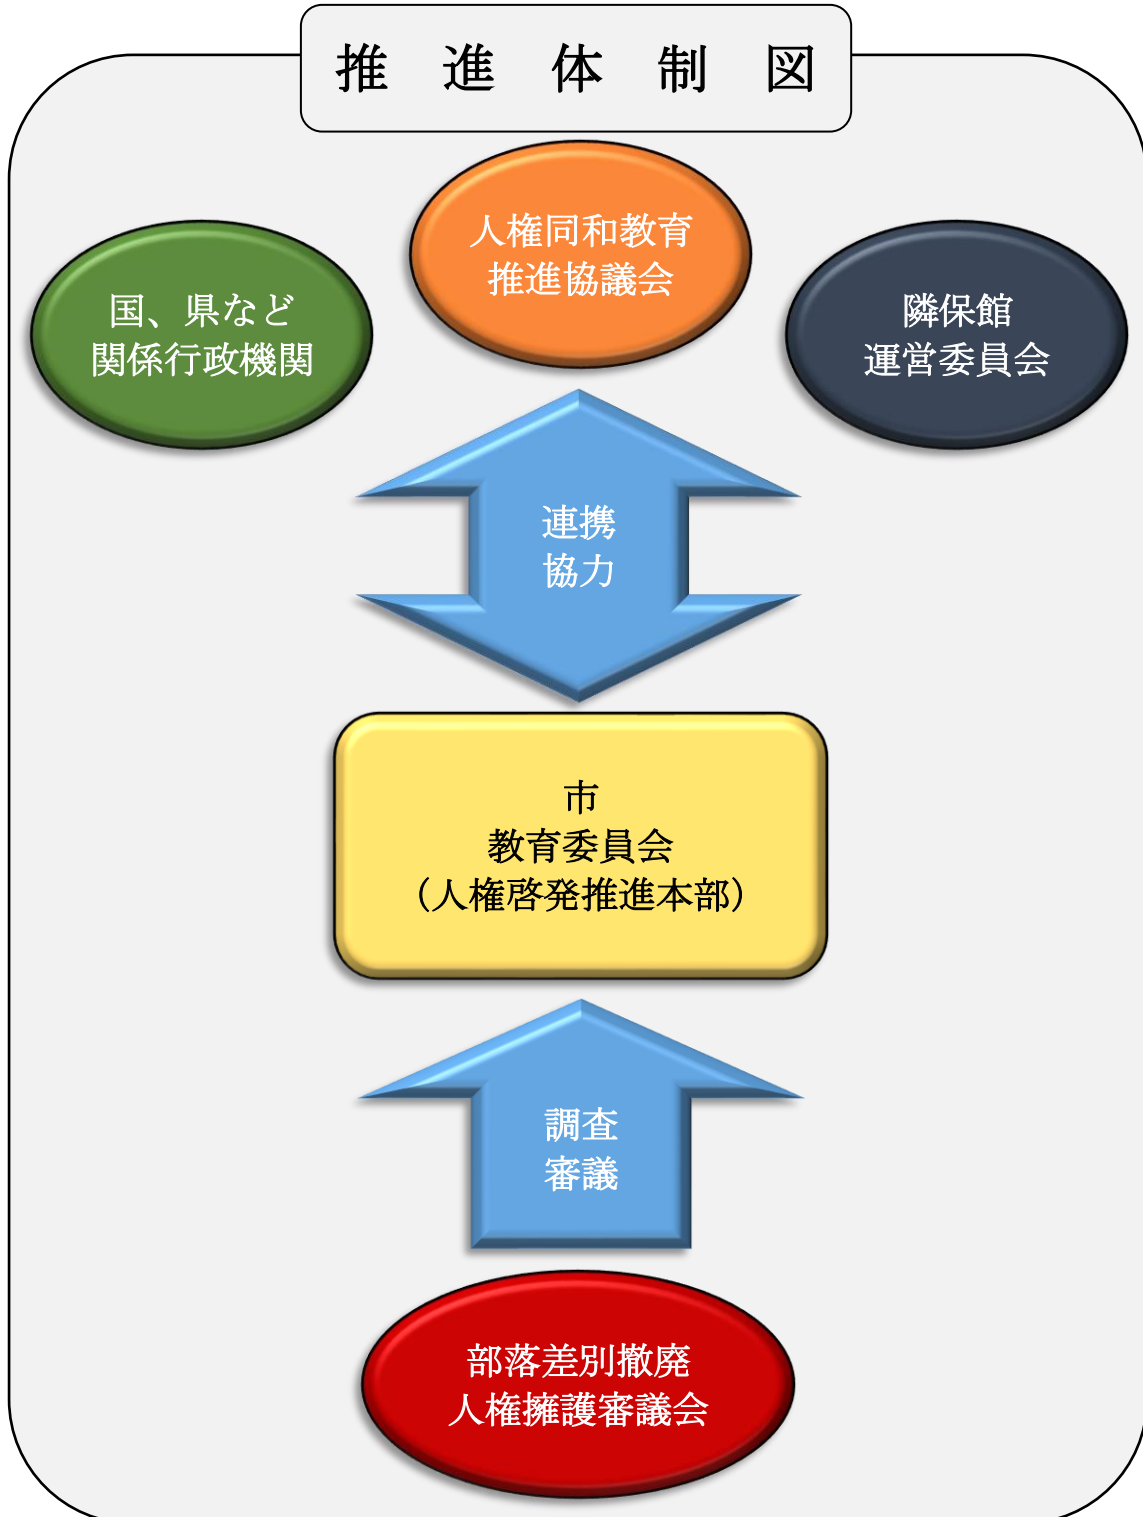 推進体制図
人権同和教育
推進協議会
国、県など
関係行政機関
隣保館
運営委員会
連携
協力
市
教育委員会
（人権啓発推進本部）
調査
審議
部落差別撤廃
人権擁護審議会